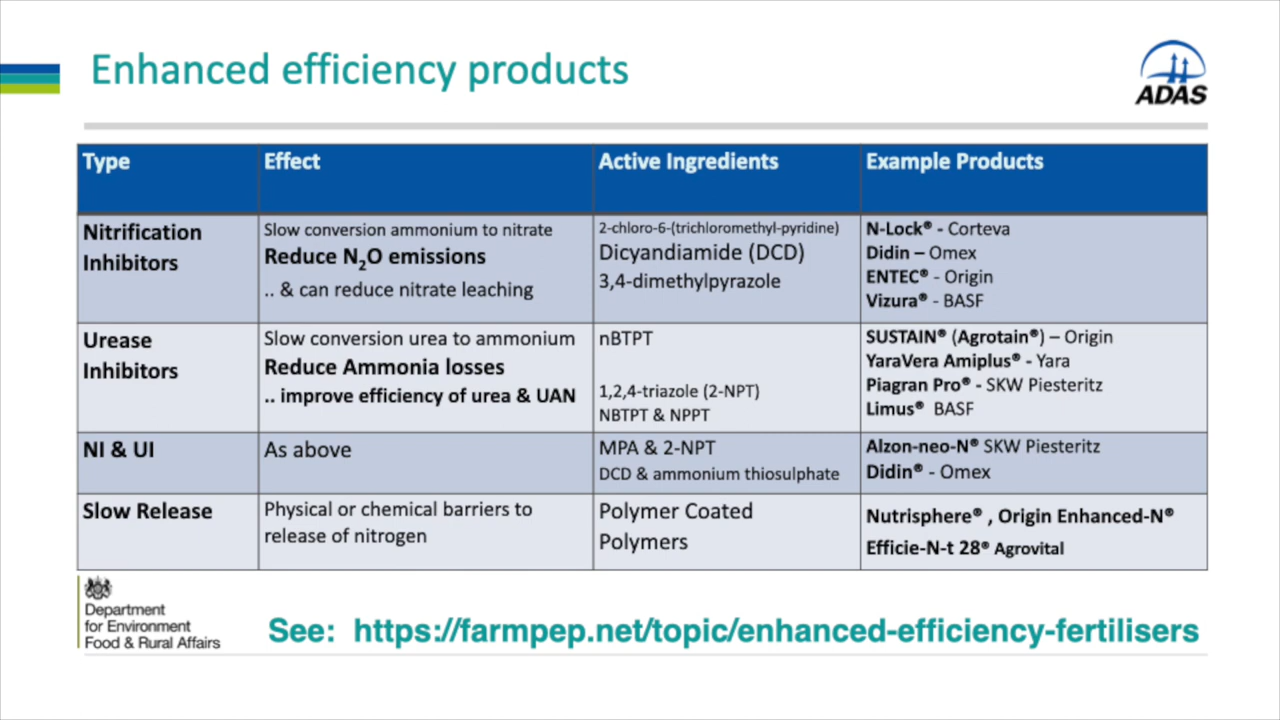 Enhanced efficiency products
ADAS
Type
Effect
Active Ingredients
Example Products
Nitrification
Inhibitors
Slow conversion ammonium to nitrate
Reduce N₂O emissions
.. & can reduce nitrate leaching
2-chloro-6-(trichloromethyl-pyridine)
Dicyandiamide (DCD)
3,4-dimethylpyrazole
N-Lock® - Corteva
Didin – Omex
ENTEC® - Origin
Vizura® - BASF
Urease
Inhibitors
Slow conversion urea to ammonium
Reduce Ammonia losses
.. improve efficiency of urea & UAN
nBTPT
1,2,4-triazole (2-NPT)
NBTPT & NPPT
SUSTAIN® (Agrotain®) – Origin
YaraVera Amiplus® - Yara
Piagran Pro® - SKW Piesteritz
Limus® BASF
NI & UI
As above
MPA & 2-NPT
DCD & ammonium thiosulphate
Alzon-neo-N® SKW Piesteritz
Didin® - Omex
Slow Release
Physical or chemical barriers to
release of nitrogen
Polymer Coated
Polymers
Nutrisphere® , Origin Enhanced-N®
Efficie-N-t 28® Agrovital
Department
for Environment
Food & Rural Affairs
See: https://farmpep.net/topic/enhanced-efficiency-fertilisers